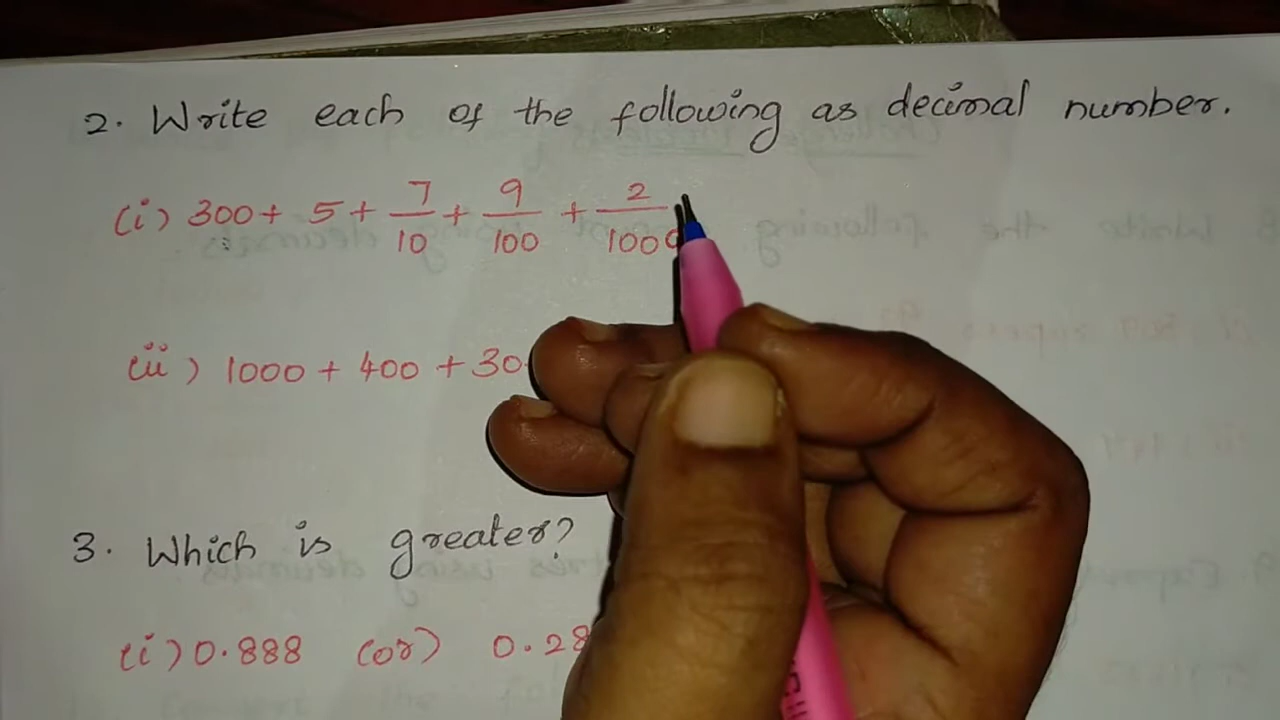 2. Write each of the following as decimal number.
(i) 300 + 5 + 7/10 + 9/100 + 2/1000
(ii) 1000 + 400 + 30
3. Which is greater?
(i) 0.888 (or) 0.28